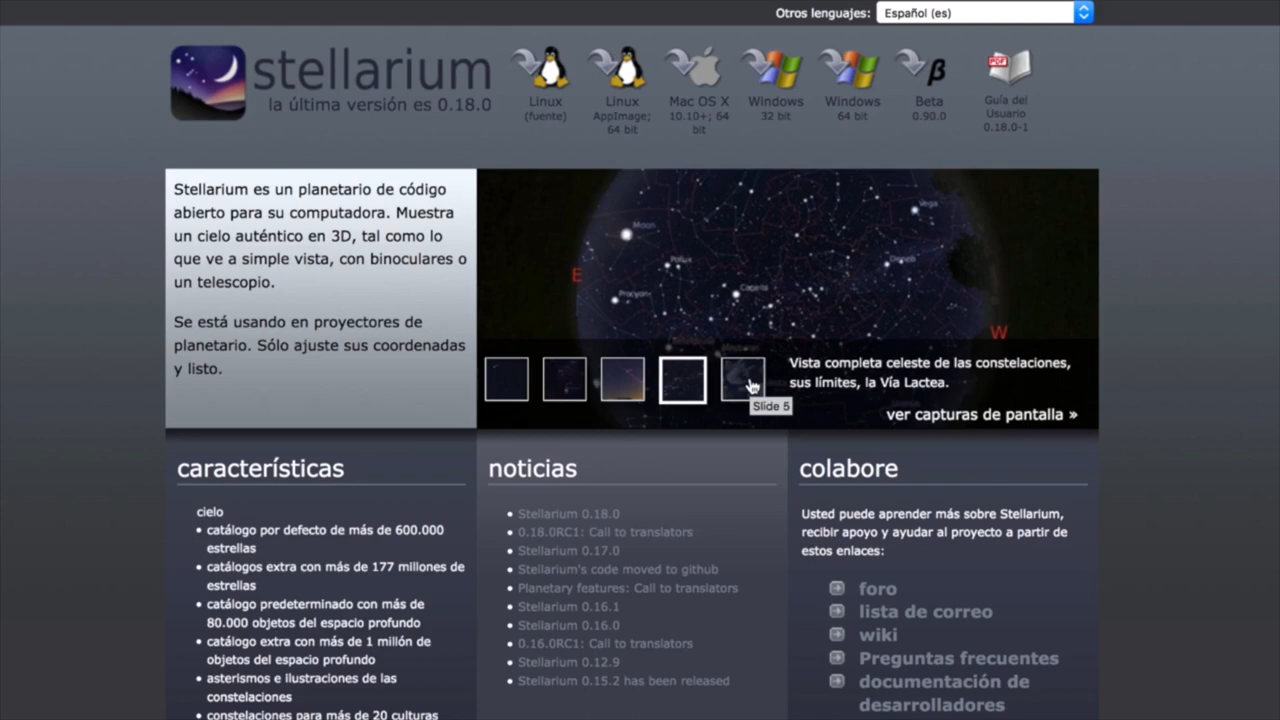 Otros lenguajes: Español (es)
stellarium
la última versión es 0.18.0
Linux
(fuente)
Linux
AppImage;
64 bit
Mac OS X
10.10+; 64
bit
Windows
32 bit
Windows
64 bit
β
Beta
0.90.0
PDF
Guía del
Usuario
0.18.0-1
Stellarium es un planetario de código
abierto para su computadora. Muestra
un cielo auténtico en 3D, tal como lo
que ve a simple vista, con binoculares o
un telescopio.
Se está usando en proyectores de
planetario. Sólo ajuste sus coordenadas
y listo.
Vega
Moon
Pollux
Deneb
E
Capella
Procyon
W
Vista completa celeste de las constelaciones,
sus límites, la Vía Lactea.
Slide 5
ver capturas de pantalla »
características
cielo
• catálogo por defecto de más de 600.000
estrellas
• catálogos extra con más de 177 millones de
estrellas
• catálogo predeterminado con más de
80.000 objetos del espacio profundo
• catálogo extra con más de 1 millón de
objetos del espacio profundo
• asterismos e ilustraciones de las
constelaciones
• constelaciones para más de 20 culturas
noticias
• Stellarium 0.18.0
• 0.18.0RC1: Call to translators
• Stellarium 0.17.0
• Stellarium's code moved to github
• Planetary features: Call to translators
• Stellarium 0.16.1
• Stellarium 0.16.0
• 0.16.0RC1: Call to translators
• Stellarium 0.12.9
• Stellarium 0.15.2 has been released
colabore
Usted puede aprender más sobre Stellarium,
recibir apoyo y ayudar al proyecto a partir de
estos enlaces:
foro
lista de correo
wiki
Preguntas frecuentes
documentación de
desarrolladores